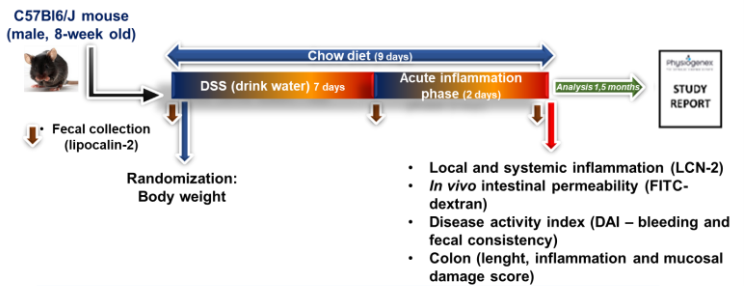 C57Bl6/J mouse
(male, 8-week old)
Chow diet (9 days)
DSS (drink water) 7 days
Acute inflammation
phase (2 days)
Analysis 1,5 months
Physiogenex
STUDY
REPORT
• Fecal collection
(lipocalin-2)
Randomization:
Body weight
• Local and systemic inflammation (LCN-2)
• In vivo intestinal permeability (FITC-
dextran)
• Disease activity index (DAI – bleeding and
fecal consistency)
• Colon (lenght, inflammation and mucosal
damage score)